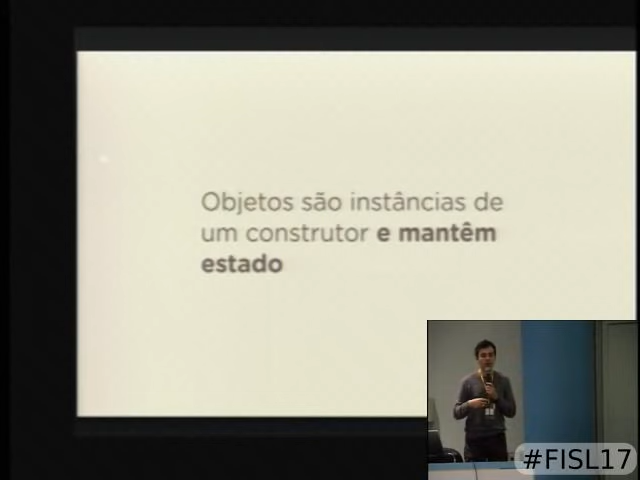 Objetos são instâncias de
um construtor e mantêm
estado
#FISL17